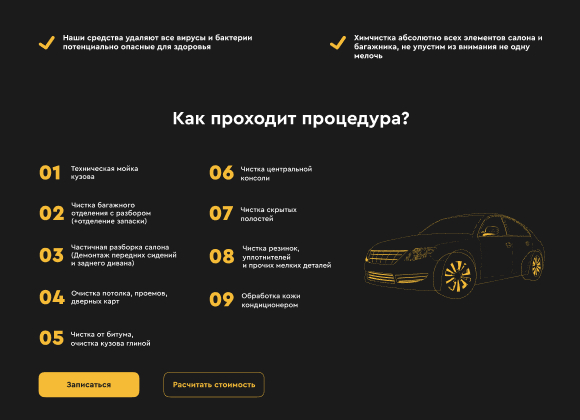 Наши средства удаляют все вирусы и бактерии
потенциально опасные для здоровья
Химчистка абсолютно всех элементов салона и
багажника, не упустим из внимания не одну
мелочь
Как проходит процедура?
01 Техническая мойка
кузова
02 Чистка багажного
отделения с разбором
(+отделение запаски)
03 Частичная разборка салона
(Демонтаж передних сидений
и заднего дивана)
04 Очистка потолка, проемов,
дверных карт
05 Чистка от битума,
очистка кузова глиной
06 Чистка центральной
консоли
07 Чистка скрытых
полостей
08 Чистка резинок,
уплотнителей
и прочих мелких деталей
09 Обработка кожи
кондиционером
Записаться
Расчитать стоимость